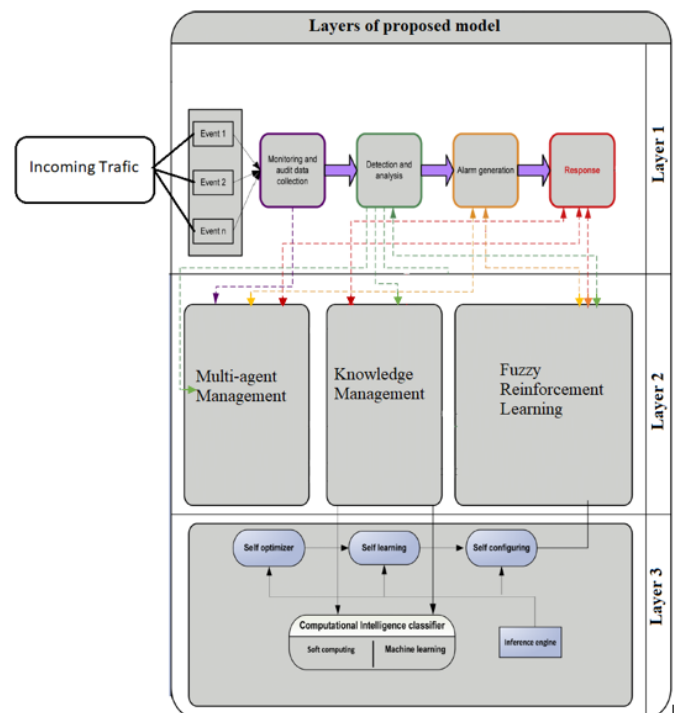 Layers of proposed model
Layer 1
Incoming Trafic
Event 1
Event 2
Event n
Monitoring and
audit data
collection
Detection and
analysis
Alarm generation
Response
Layer 2
Multi-agent
Management
Knowledge
Management
Fuzzy
Reinforcement
Learning
Layer 3
Self optimizer
Self learning
Self configuring
Computational Intelligence classifier
Soft computing
Machine learning
Inference engine